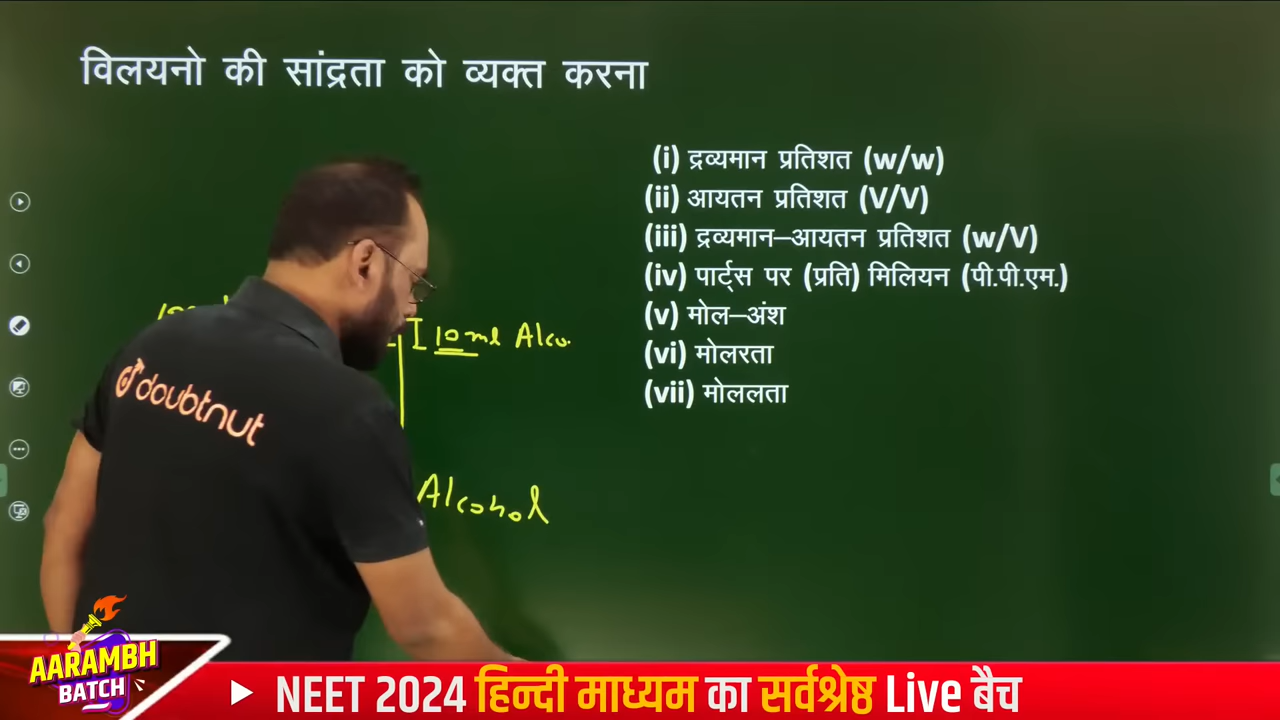 विलयनो की सांद्रता को व्यक्त करना
(i) द्रव्यमान प्रतिशत (w/w)
(ii) आयतन प्रतिशत (V/V)
(iii) द्रव्यमान–आयतन प्रतिशत (w/V)
(iv) पार्ट्स पर (प्रति) मिलियन (पी.पी.एम.)
(v) मोल–अंश
(vi) मोलरता
(vii) मोललता
10ml Alco.
Alcohol
doubtnut
AARAMBH
BATCH
NEET 2024 हिन्दी माध्यम का सर्वश्रेष्ठ Live बैच